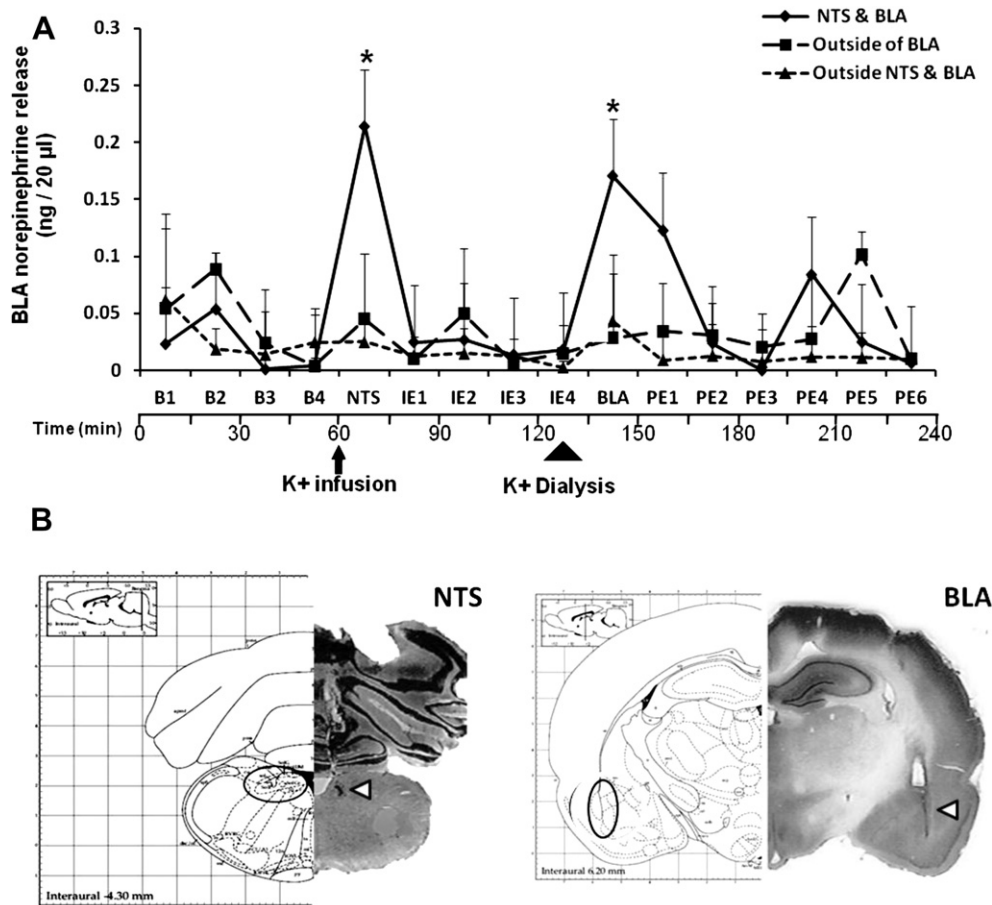 A
0.3
0.25
0.2
0.15
0.1
0.05
0
BLA norepinephrine release
(ng / 20 µl)
*
*
NTS & BLA
Outside of BLA
Outside NTS & BLA
B1 B2 B3 B4 NTS IE1 IE2 IE3 IE4 BLA PE1 PE2 PE3 PE4 PE5 PE6
Time (min) 0 30 60 90 120 150 180 210 240
K+ infusion
K+ Dialysis
B
NTS
Interaural -4.30 mm
BLA
Interaural 6.20 mm